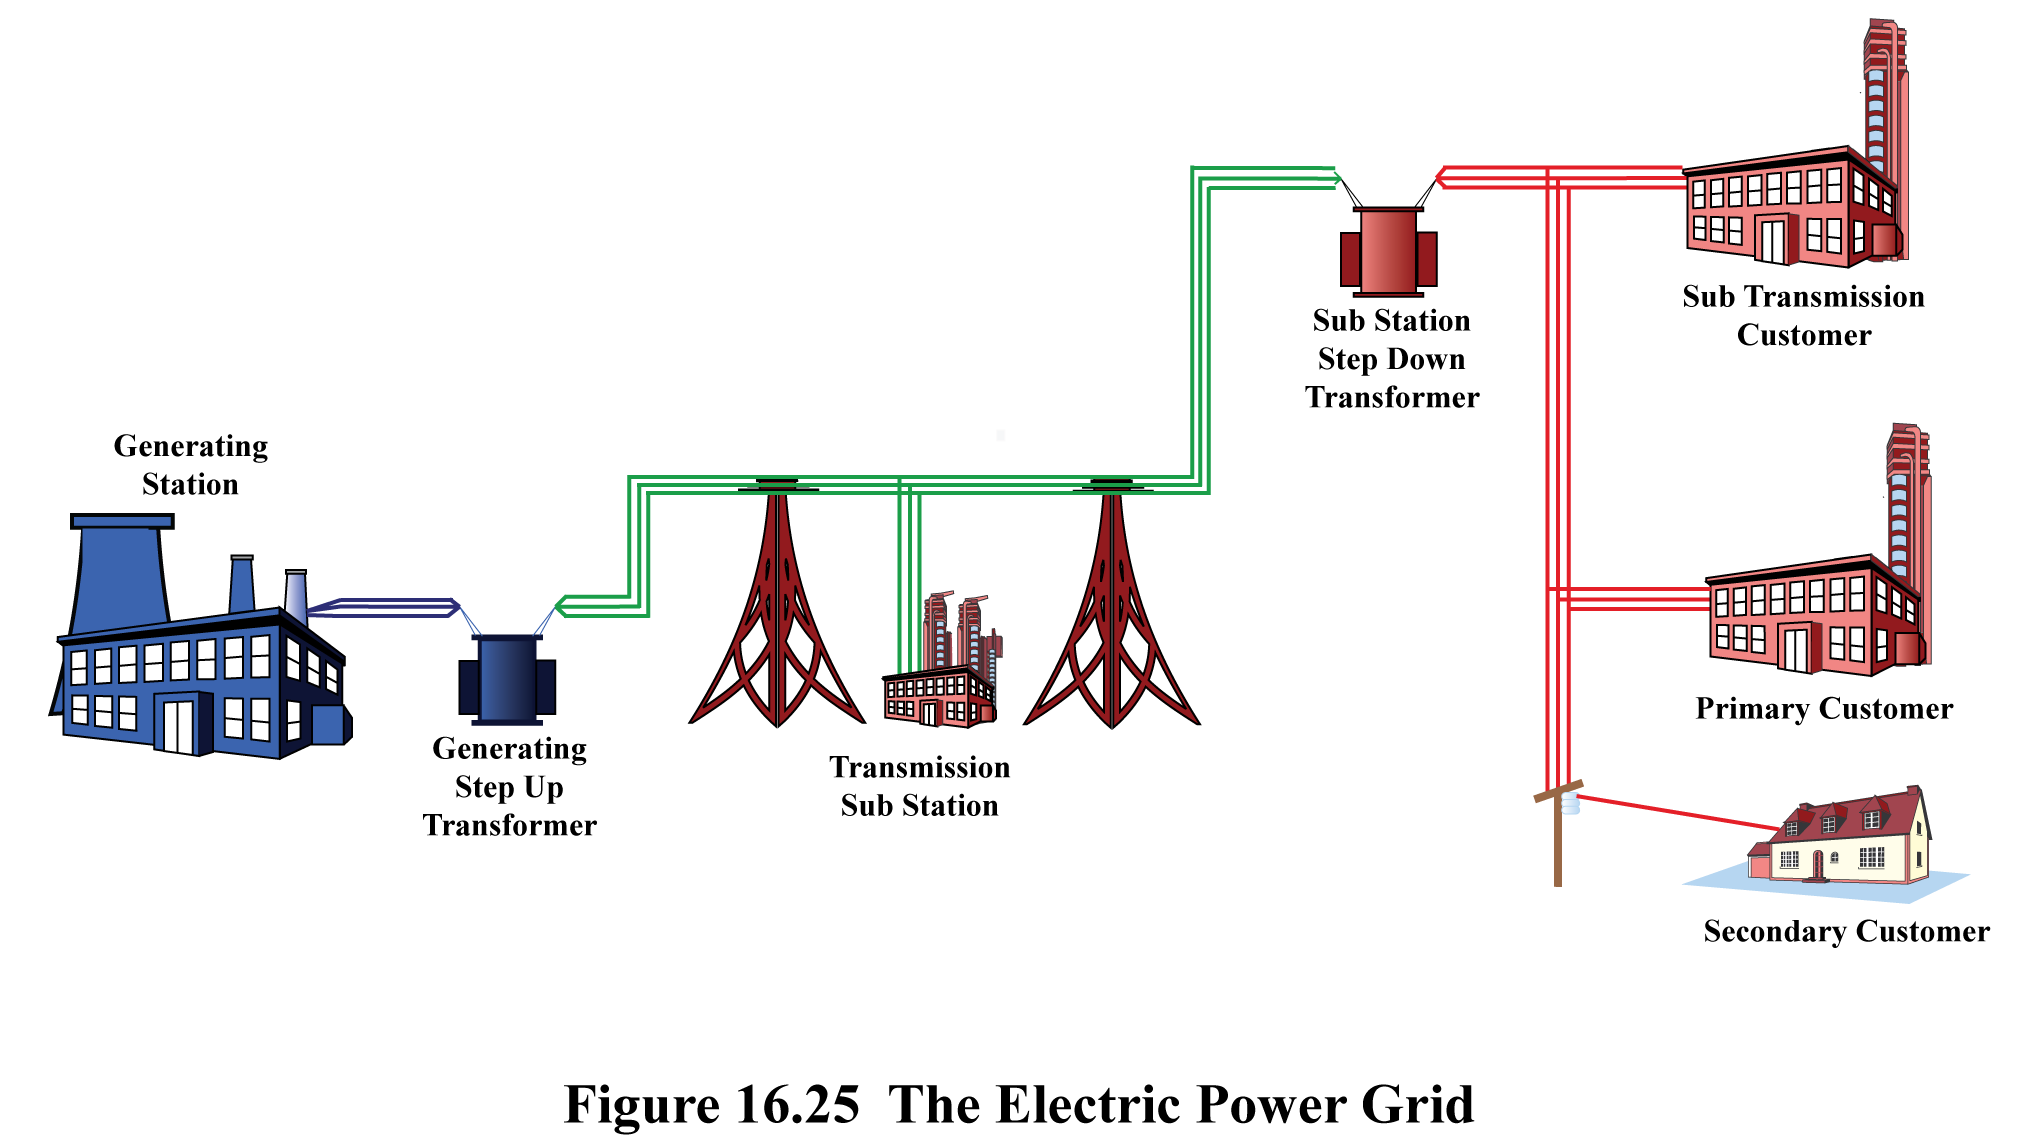 Generating
Station
Generating
Step Up
Transformer
Transmission
Sub Station
Sub Station
Step Down
Transformer
Sub Transmission
Customer
Primary Customer
Secondary Customer
Figure 16.25 The Electric Power Grid